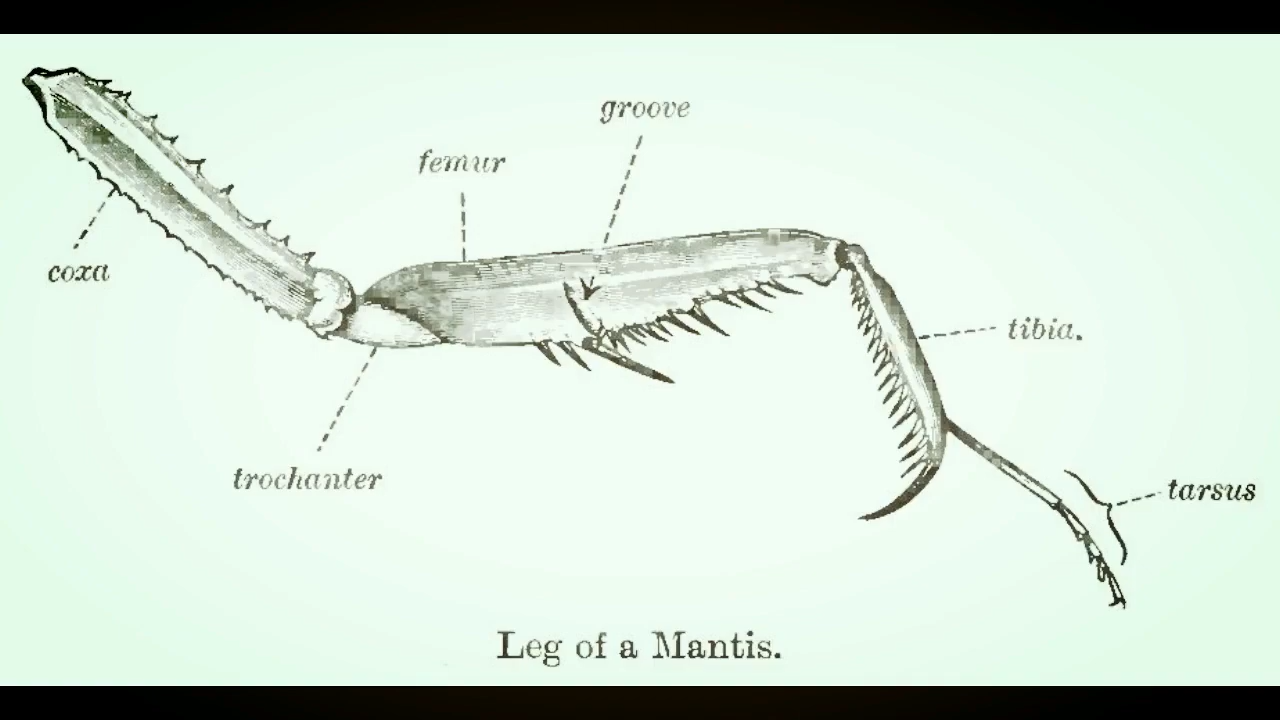 groove
femur
coxa
tibia.
trochanter
tarsus
Leg of a Mantis.